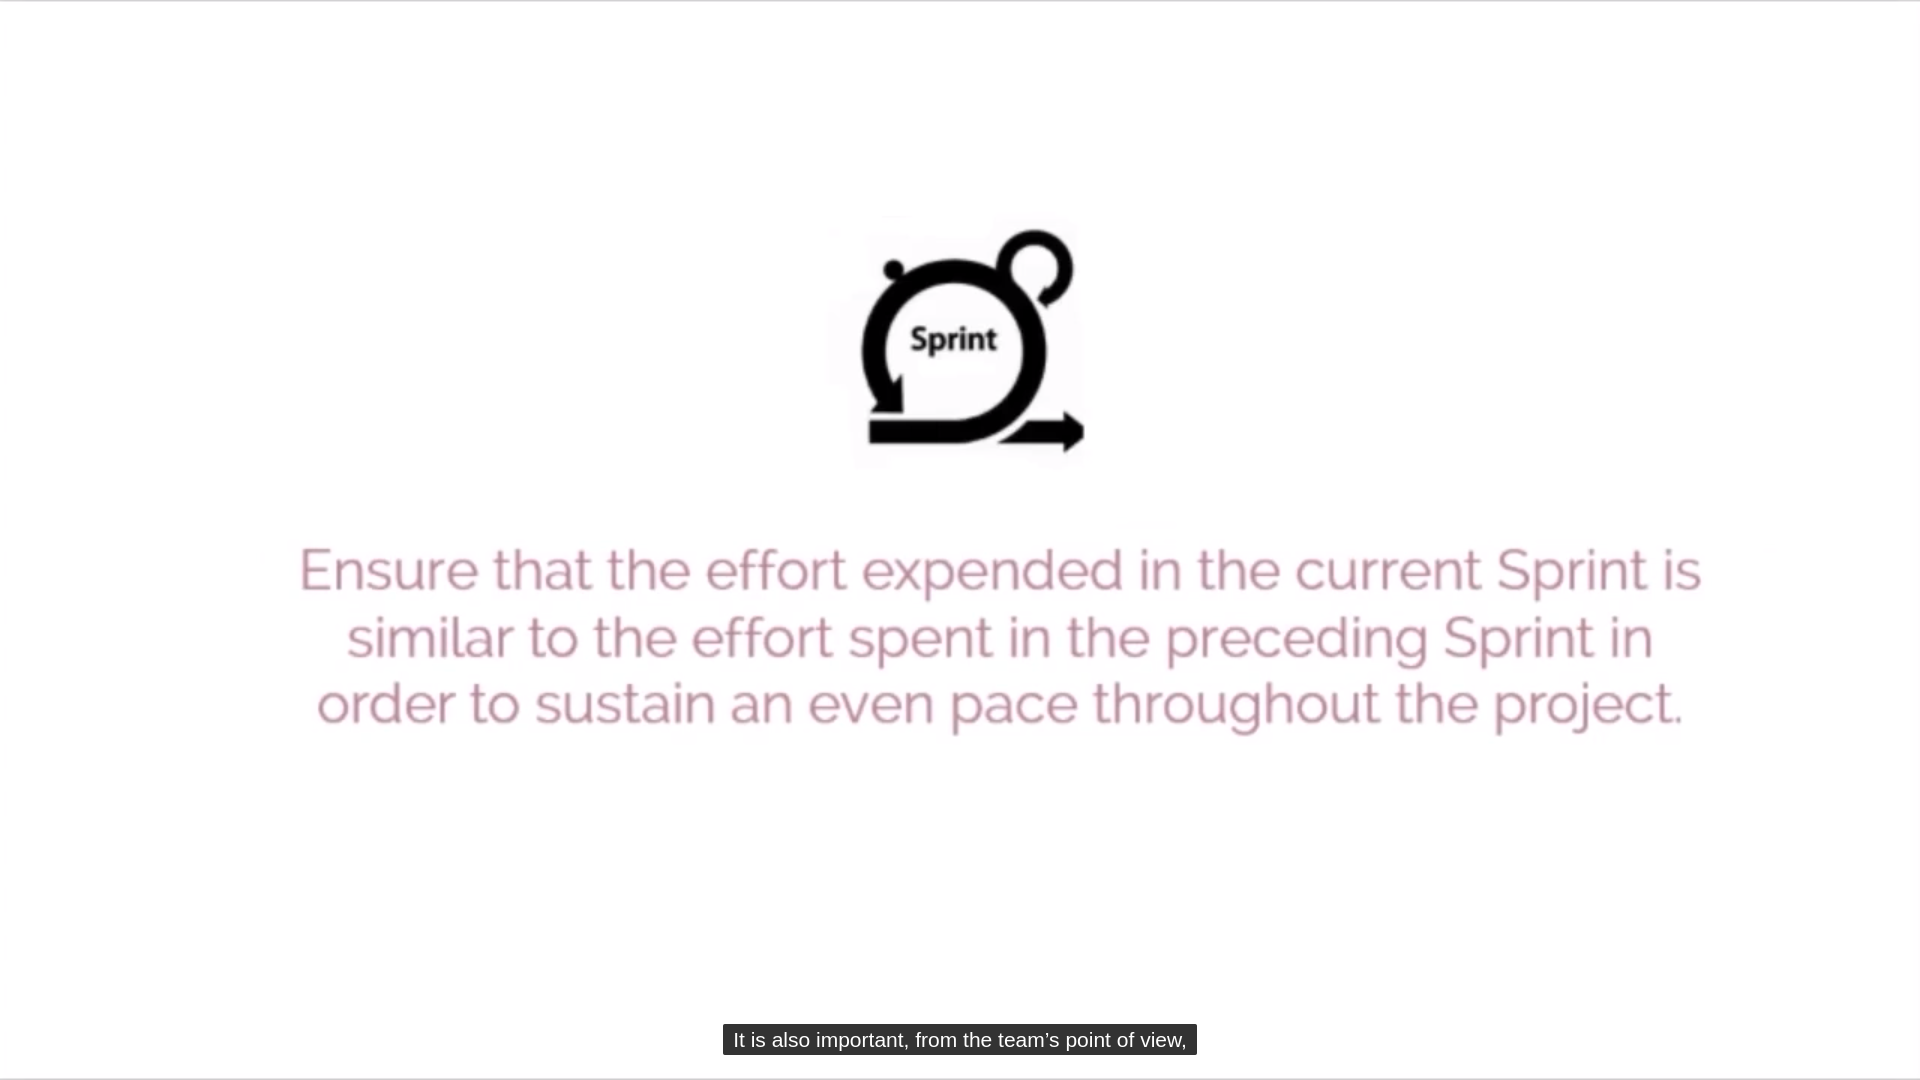 Sprint
Ensure that the effort expended in the current Sprint is
similar to the effort spent in the preceding Sprint in
order to sustain an even pace throughout the project.
It is also important, from the team’s point of view,